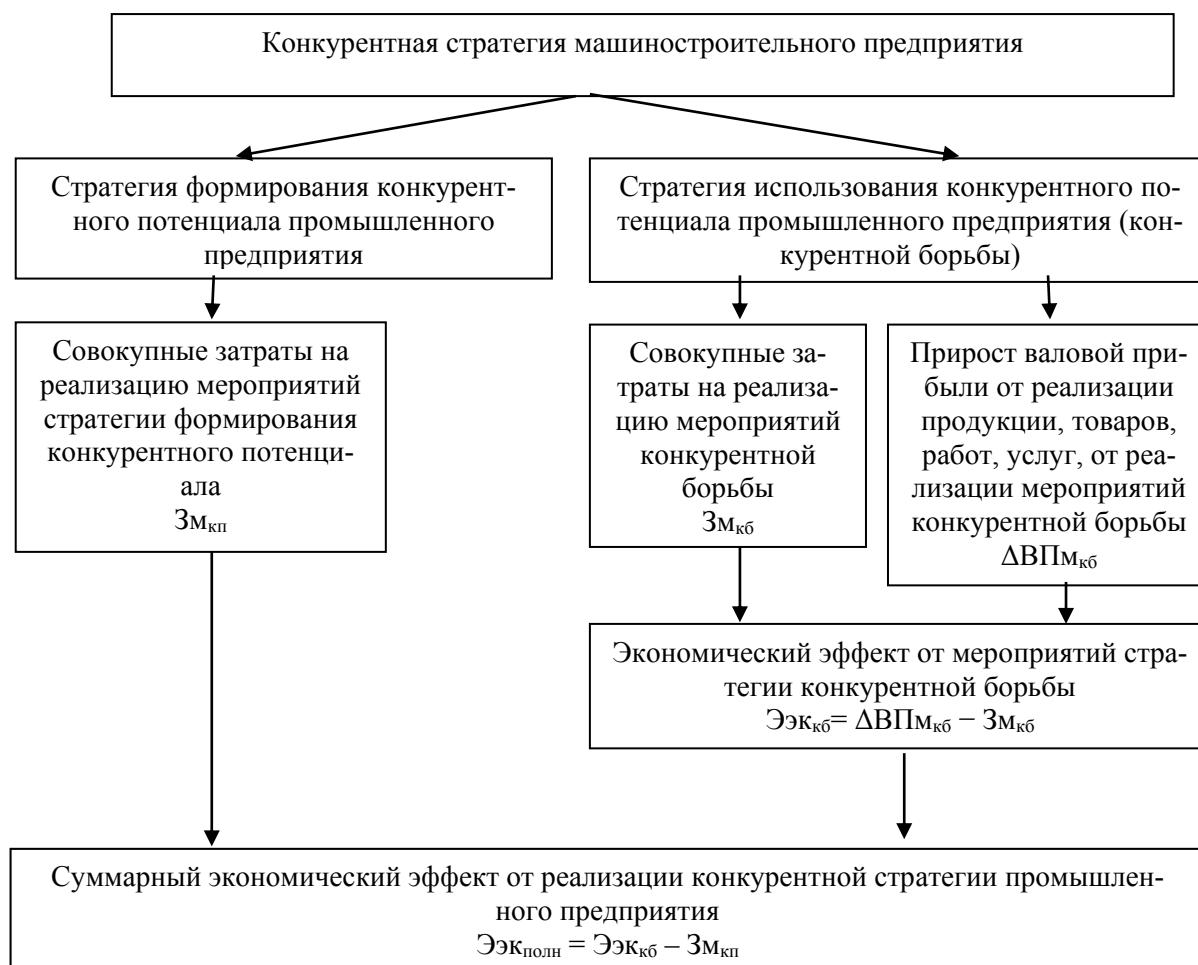 Конкурентная стратегия машиностроительного предприятия
Стратегия формирования конкурент-
ного потенциала промышленного
предприятия
Стратегия использования конкурентного по-
тенциала промышленного предприятия (кон-
курентной борьбы)
Совокупные затраты на
реализацию мероприятий
стратегии формирования
конкурентного потенци-
ала
Змкп
Совокупные за-
траты на реализа-
цию мероприятий
конкурентной
борьбы
Змкб
Прирост валовой при-
были от реализации
продукции, товаров,
работ, услуг, от реа-
лизации мероприятий
конкурентной борьбы
ΔВПмкб
Экономический эффект от мероприятий стра-
тегии конкурентной борьбы
Ээккб= ΔВПмкб − Змкб
Суммарный экономический эффект от реализации конкурентной стратегии промышлен-
ного предприятия
Ээкполн = Ээккб – Змкп